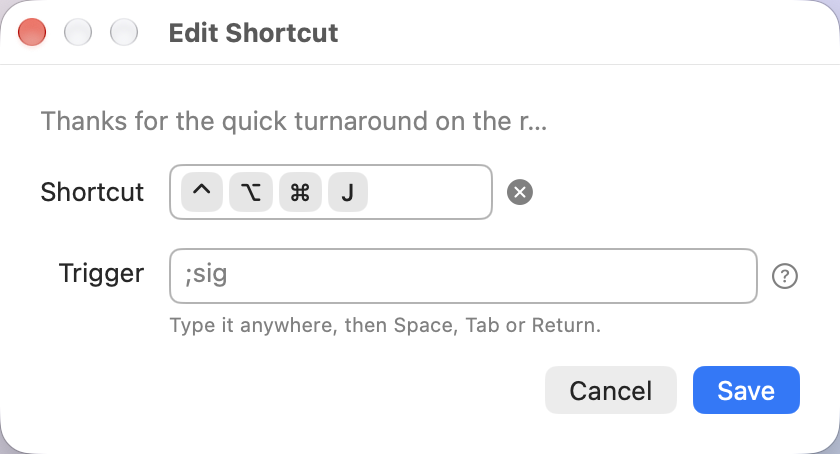 Edit Shortcut
Thanks for the quick turnaround on the r...
Shortcut ^ ⌥ ⌘ J
Trigger ;sig ?
Type it anywhere, then Space, Tab or Return.
Cancel Save